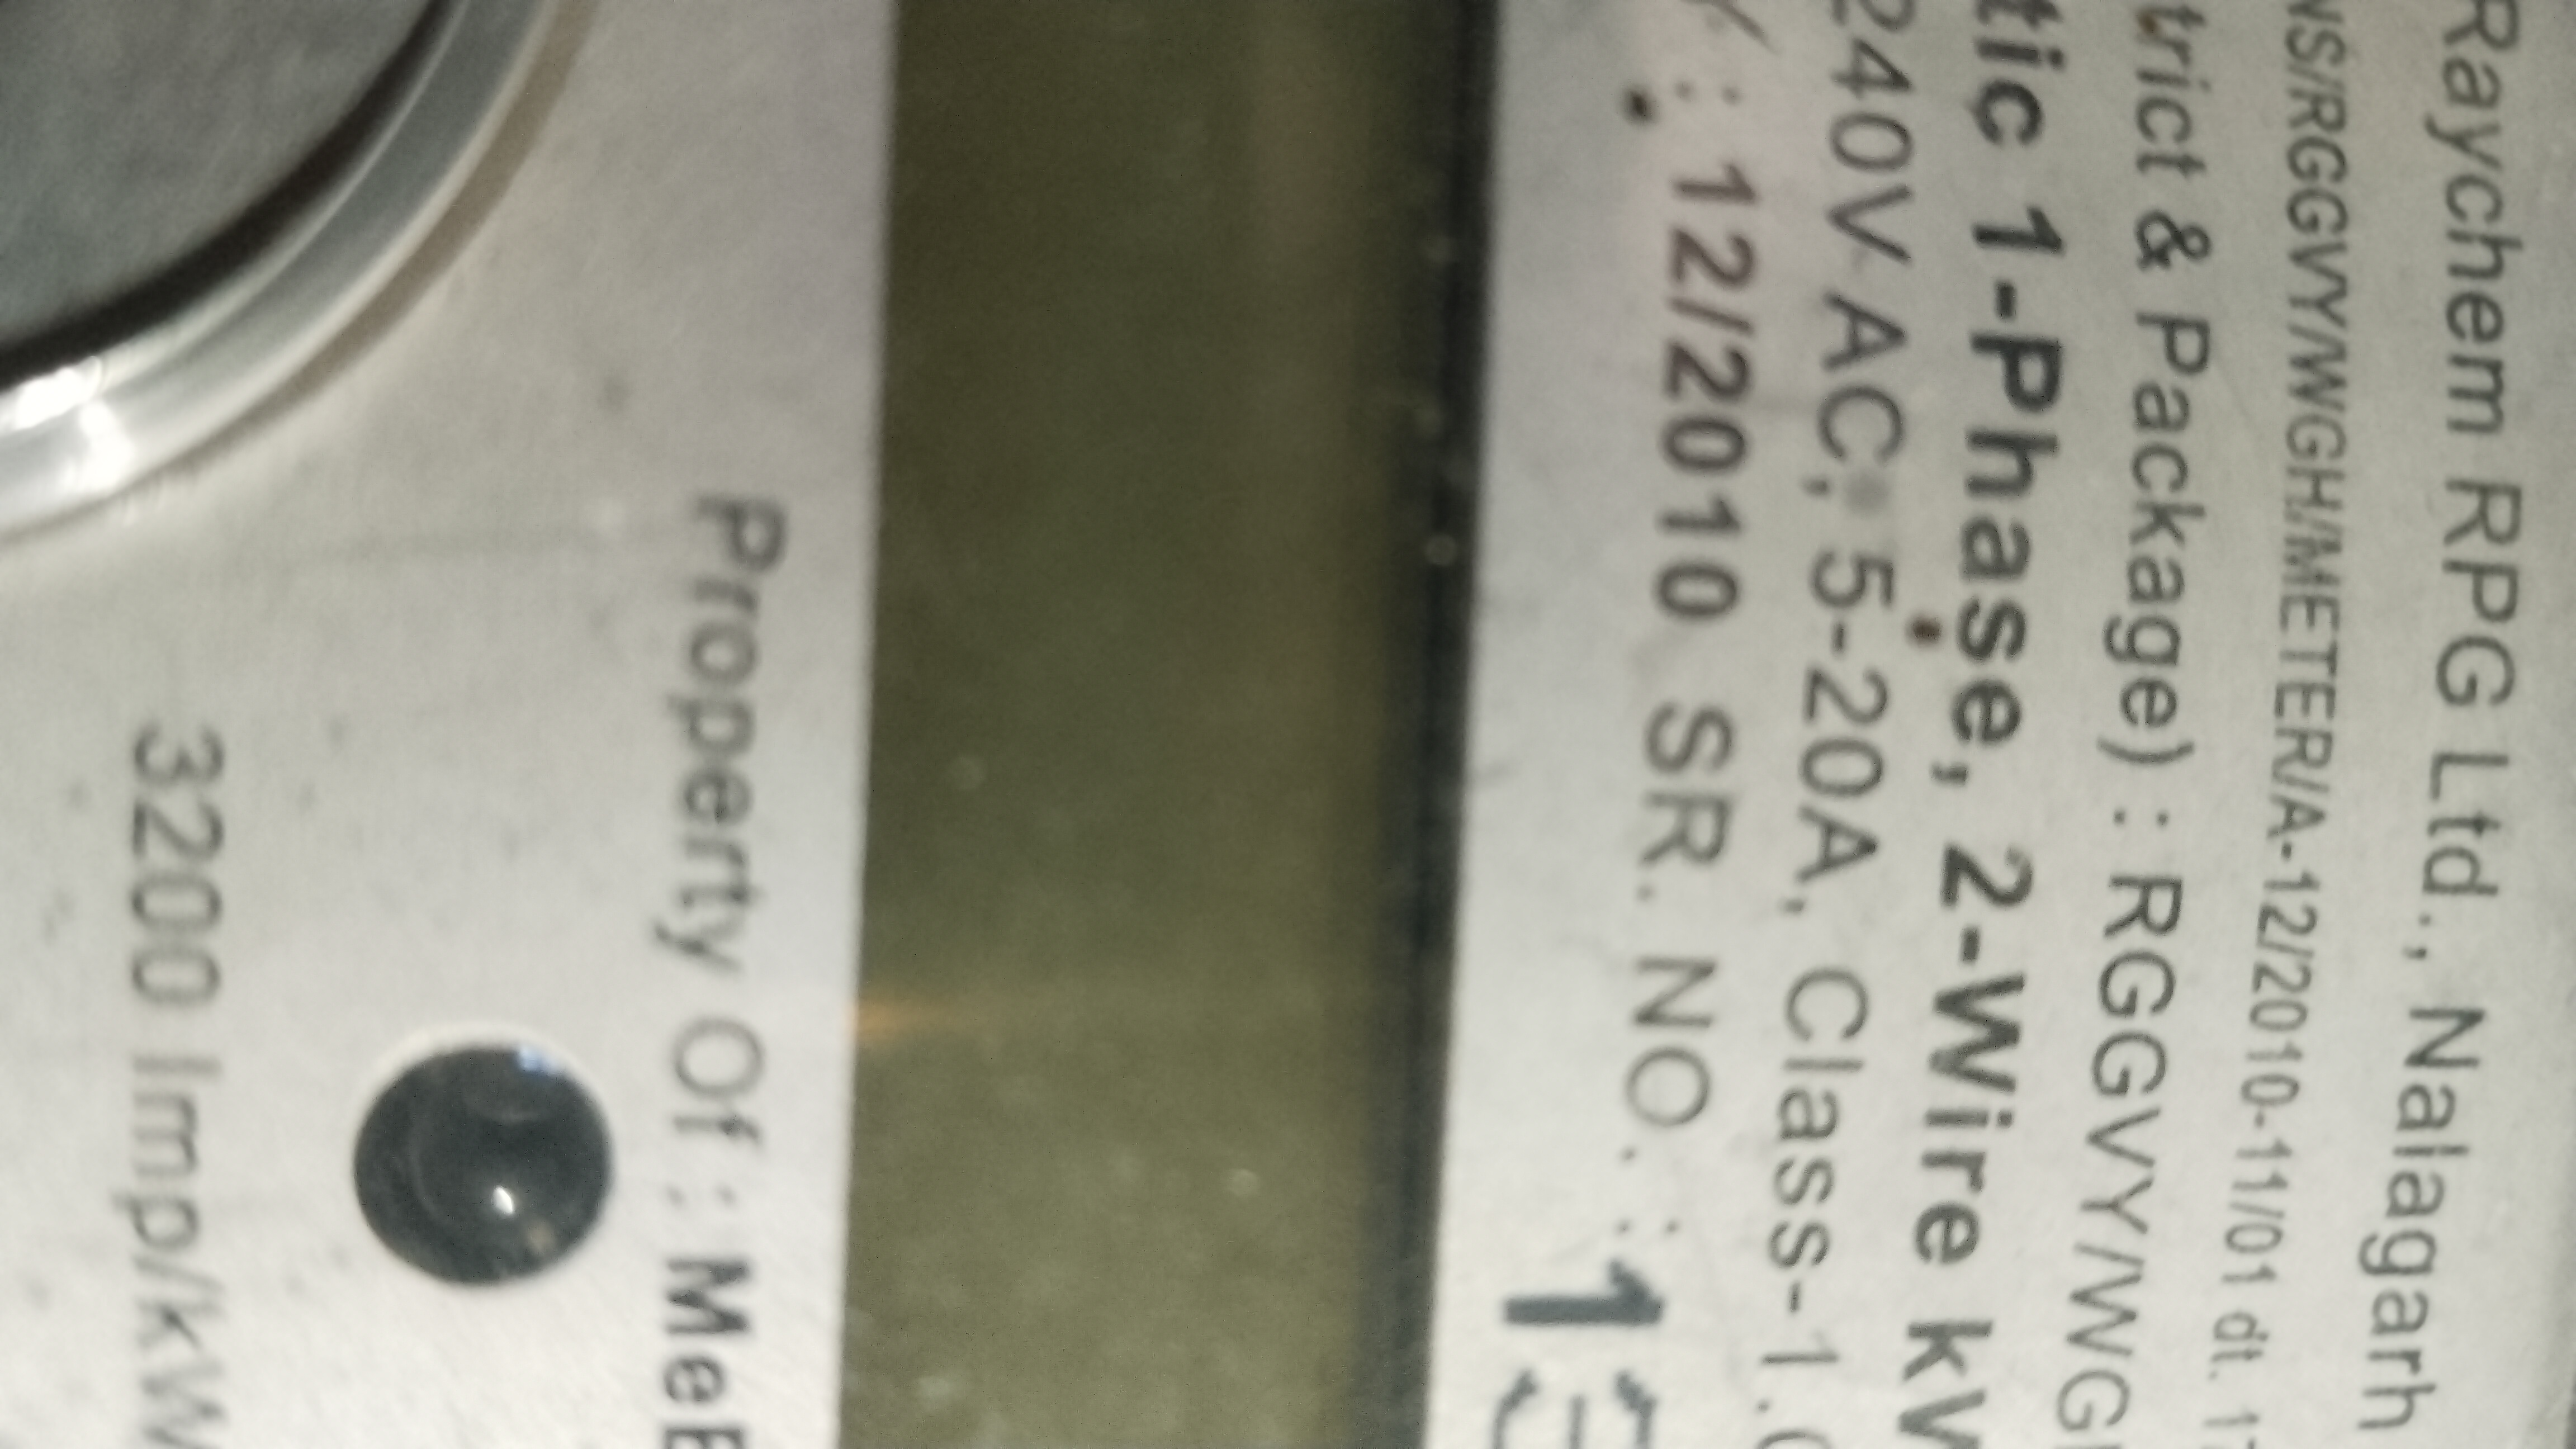 Raychem RPG Ltd., Nalagarh
NS/RGGVY/WGH/METER/A-12/2010-11/01 dt. 1
trict & Package) : RGGVY/WG
tic 1-Phase, 2-Wire k
240V AC, 5-20A, Class-1.
: 12/2010 SR. NO. : 1
Property Of : Me
3200 Imp/kW